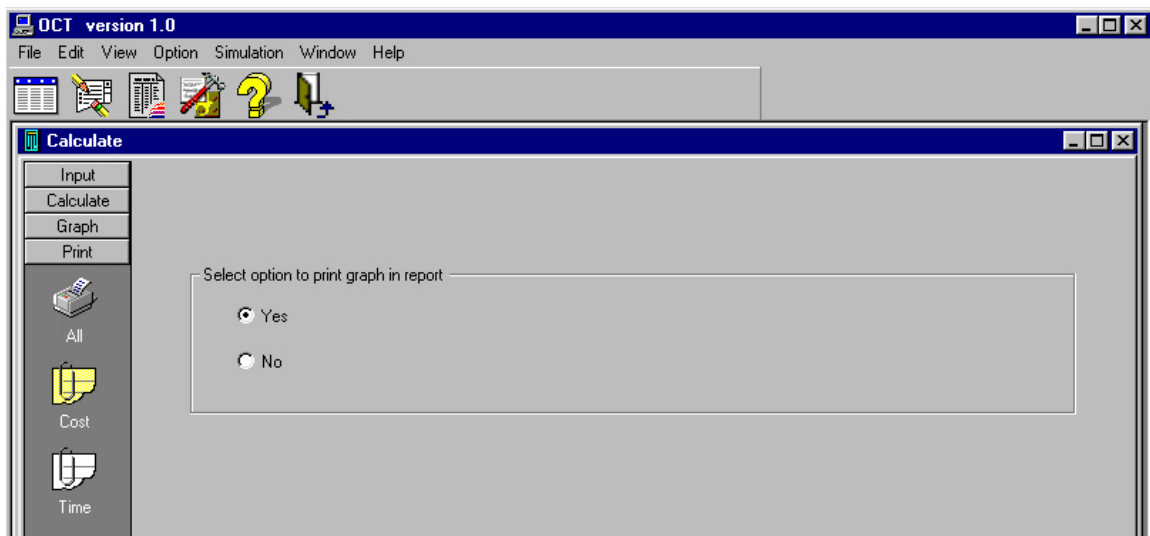 OCT version 1.0
File Edit View Option Simulation Window Help
Calculate
Input
Calculate
Graph
Print
Select option to print graph in report
Yes
No
All
Cost
Time